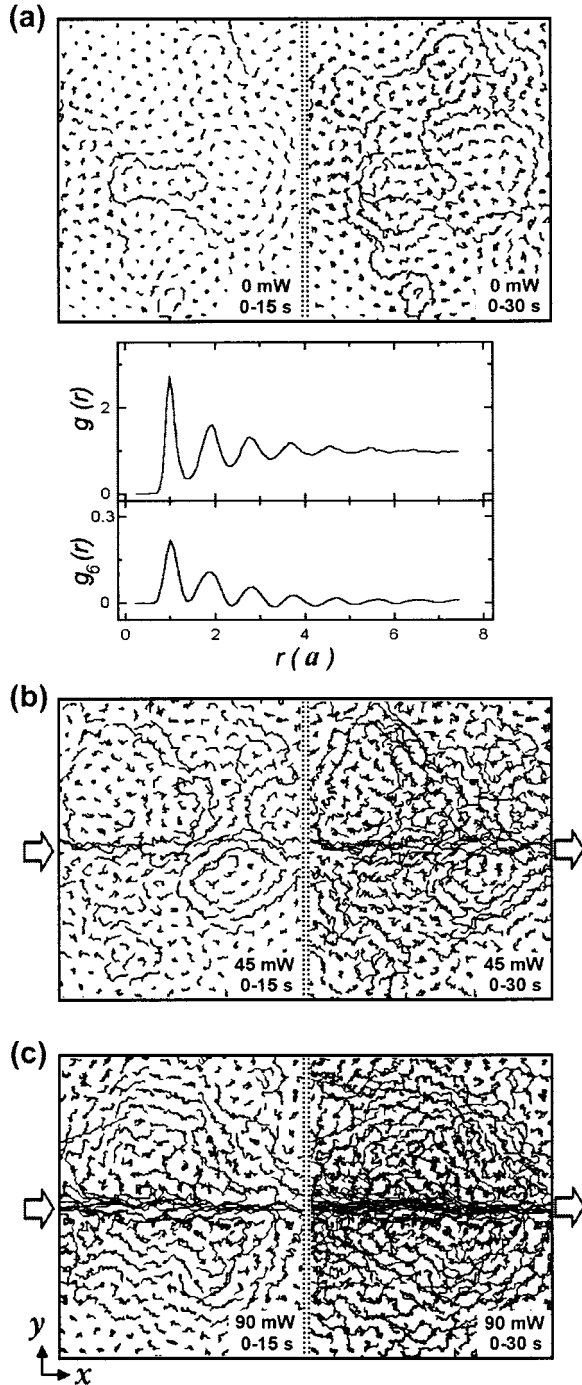 (a)
0 mW 0 mW
0-15 s 0-30 s
g (r)
2
0
0.3
g6(r)
0
0 2 4 6 8
r ( a )
(b)
45 mW 45 mW
0-15 s 0-30 s
(c)
90 mW 90 mW
0-15 s 0-30 s
y
x